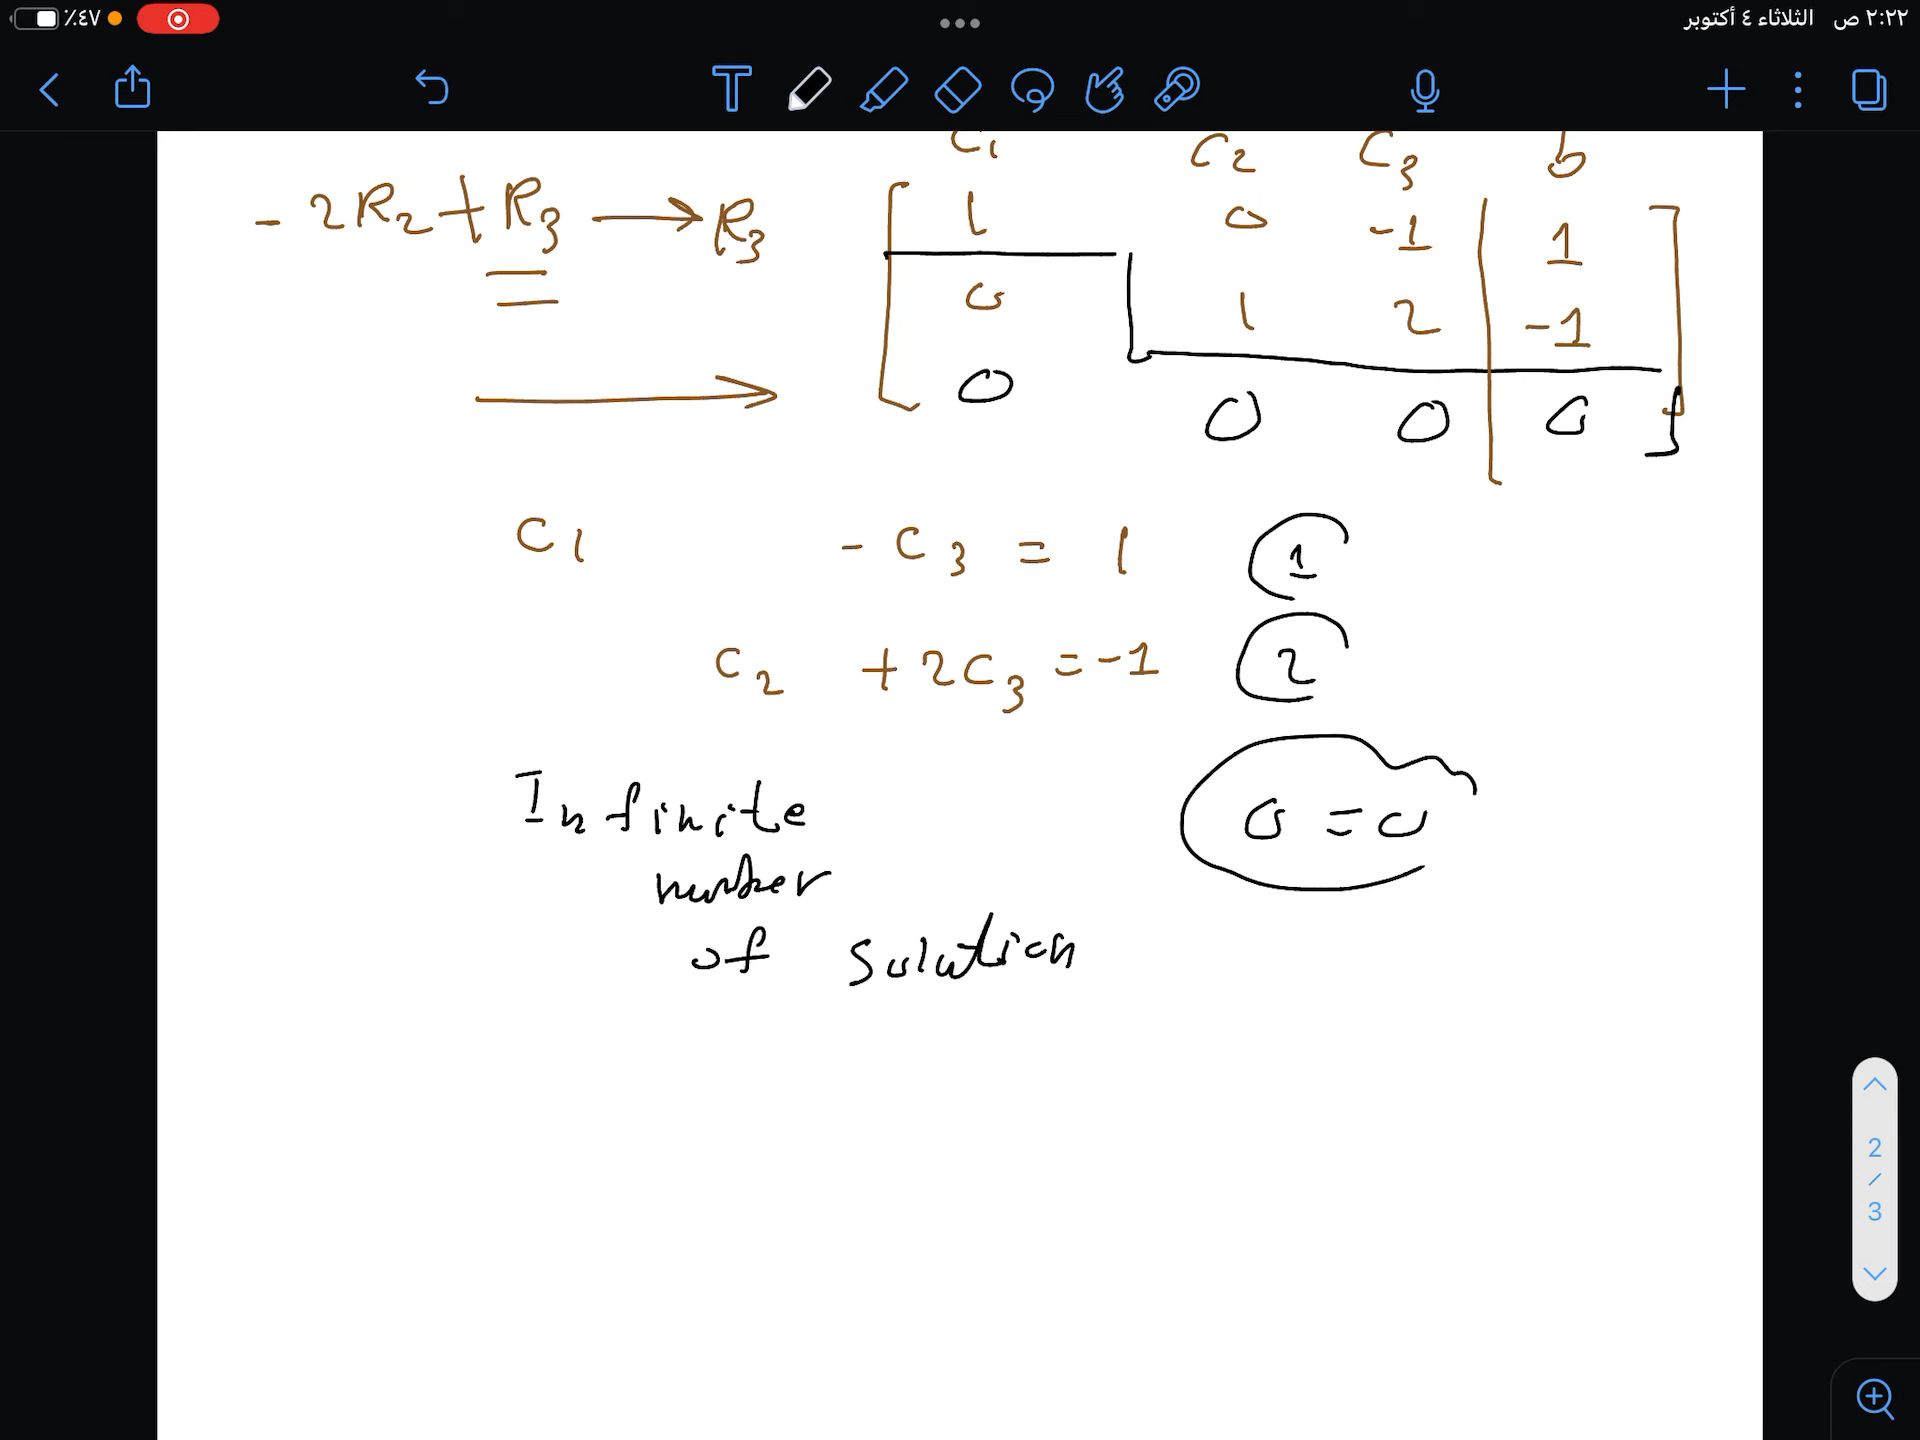 ٪٤٧
٢:٢٢ ص الثلاثاء ٤ أكتوبر
C1 C2 C3 b
-2R2+R3 → R3
1 0 -1 | 1
0 1 2 | -1
0 0 0 | 0
C1 - C3 = 1 1
C2 + 2C3 = -1 2
0 = 0
Infinite
number
of solution
2
/
3